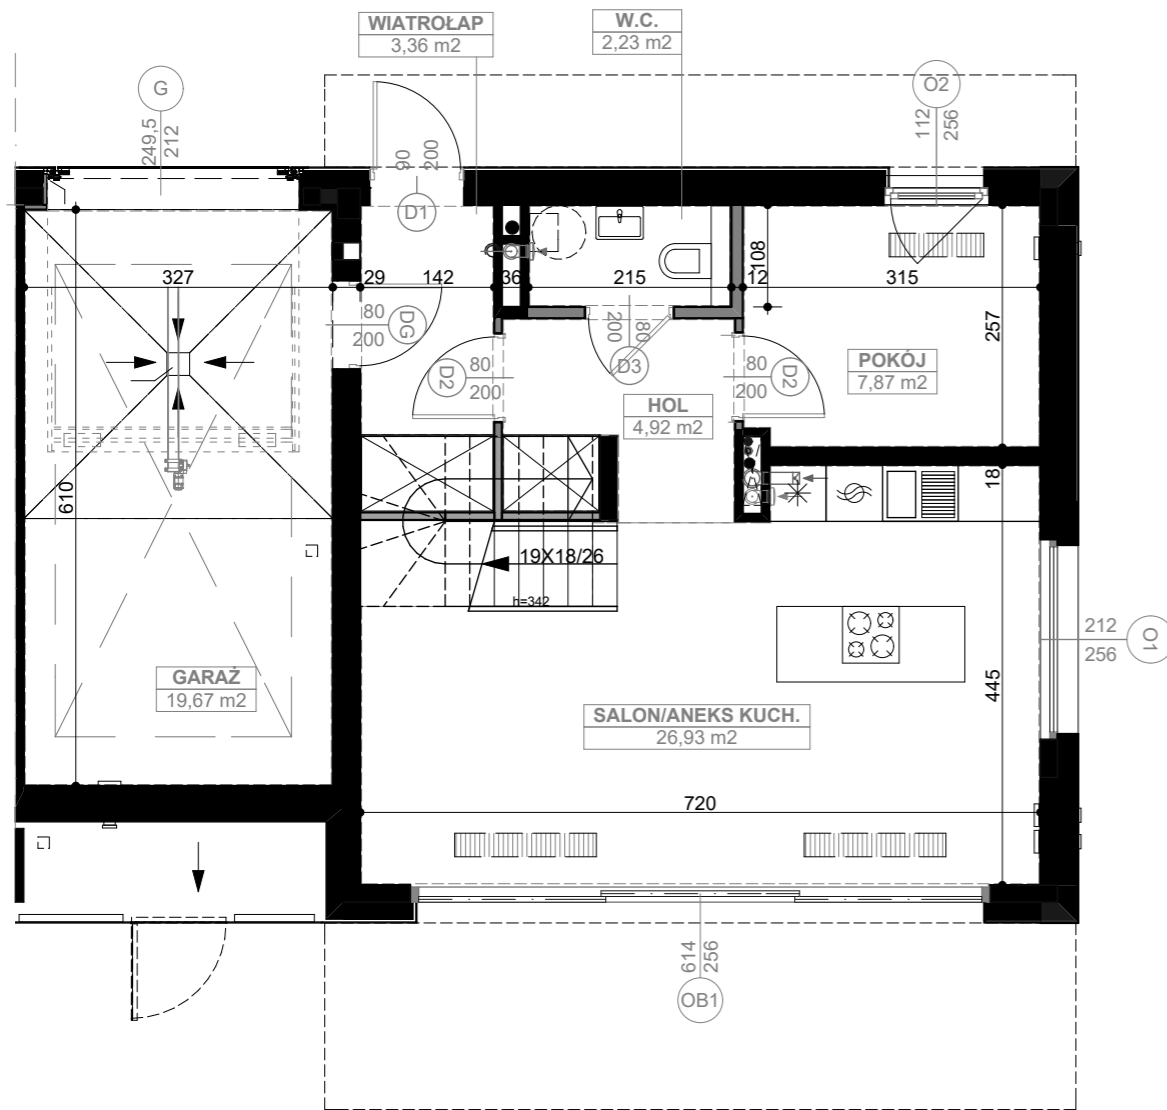 WIATROŁAP
3,36 m2
W.C.
2,23 m2
G
249,5
212
O2
112
256
90
200
D1
327
29
142
36
215
12
315
108
80
200
DG
80
200
D2
80
200
D3
80
200
D2
257
POKÓJ
7,87 m2
HOL
4,92 m2
610
18
19X18/26
h=342
212
256
O1
GARAŻ
19,67 m2
445
SALON/ANEKS KUCH.
26,93 m2
720
614
256
OB1